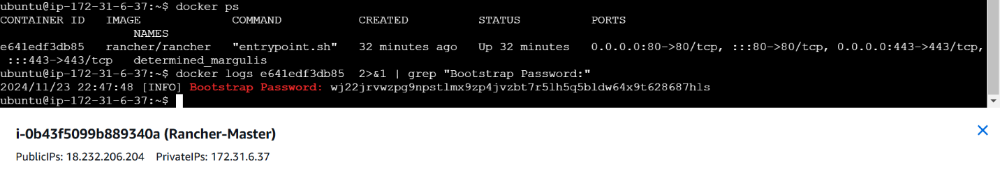 ubuntu@ip-172-31-6-37:~$ docker ps
CONTAINER ID   IMAGE             COMMAND           CREATED          STATUS          PORTS
NAMES
e641edf3db85   rancher/rancher   "entrypoint.sh"   32 minutes ago   Up 32 minutes   0.0.0.0:80->80/tcp, :::80->80/tcp, 0.0.0.0:443->443/tcp,
:::443->443/tcp   determined_margulis
ubuntu@ip-172-31-6-37:~$ docker logs e641edf3db85  2>&1 | grep "Bootstrap Password:"
2024/11/23 22:47:48 [INFO] Bootstrap Password: wj22jrvwzpg9npstlmx9zp4jvzbt7r5lh5q5bldw64x9t628687hls
ubuntu@ip-172-31-6-37:~$
i-0b43f5099b889340a (Rancher-Master)
PublicIPs: 18.232.206.204    PrivateIPs: 172.31.6.37